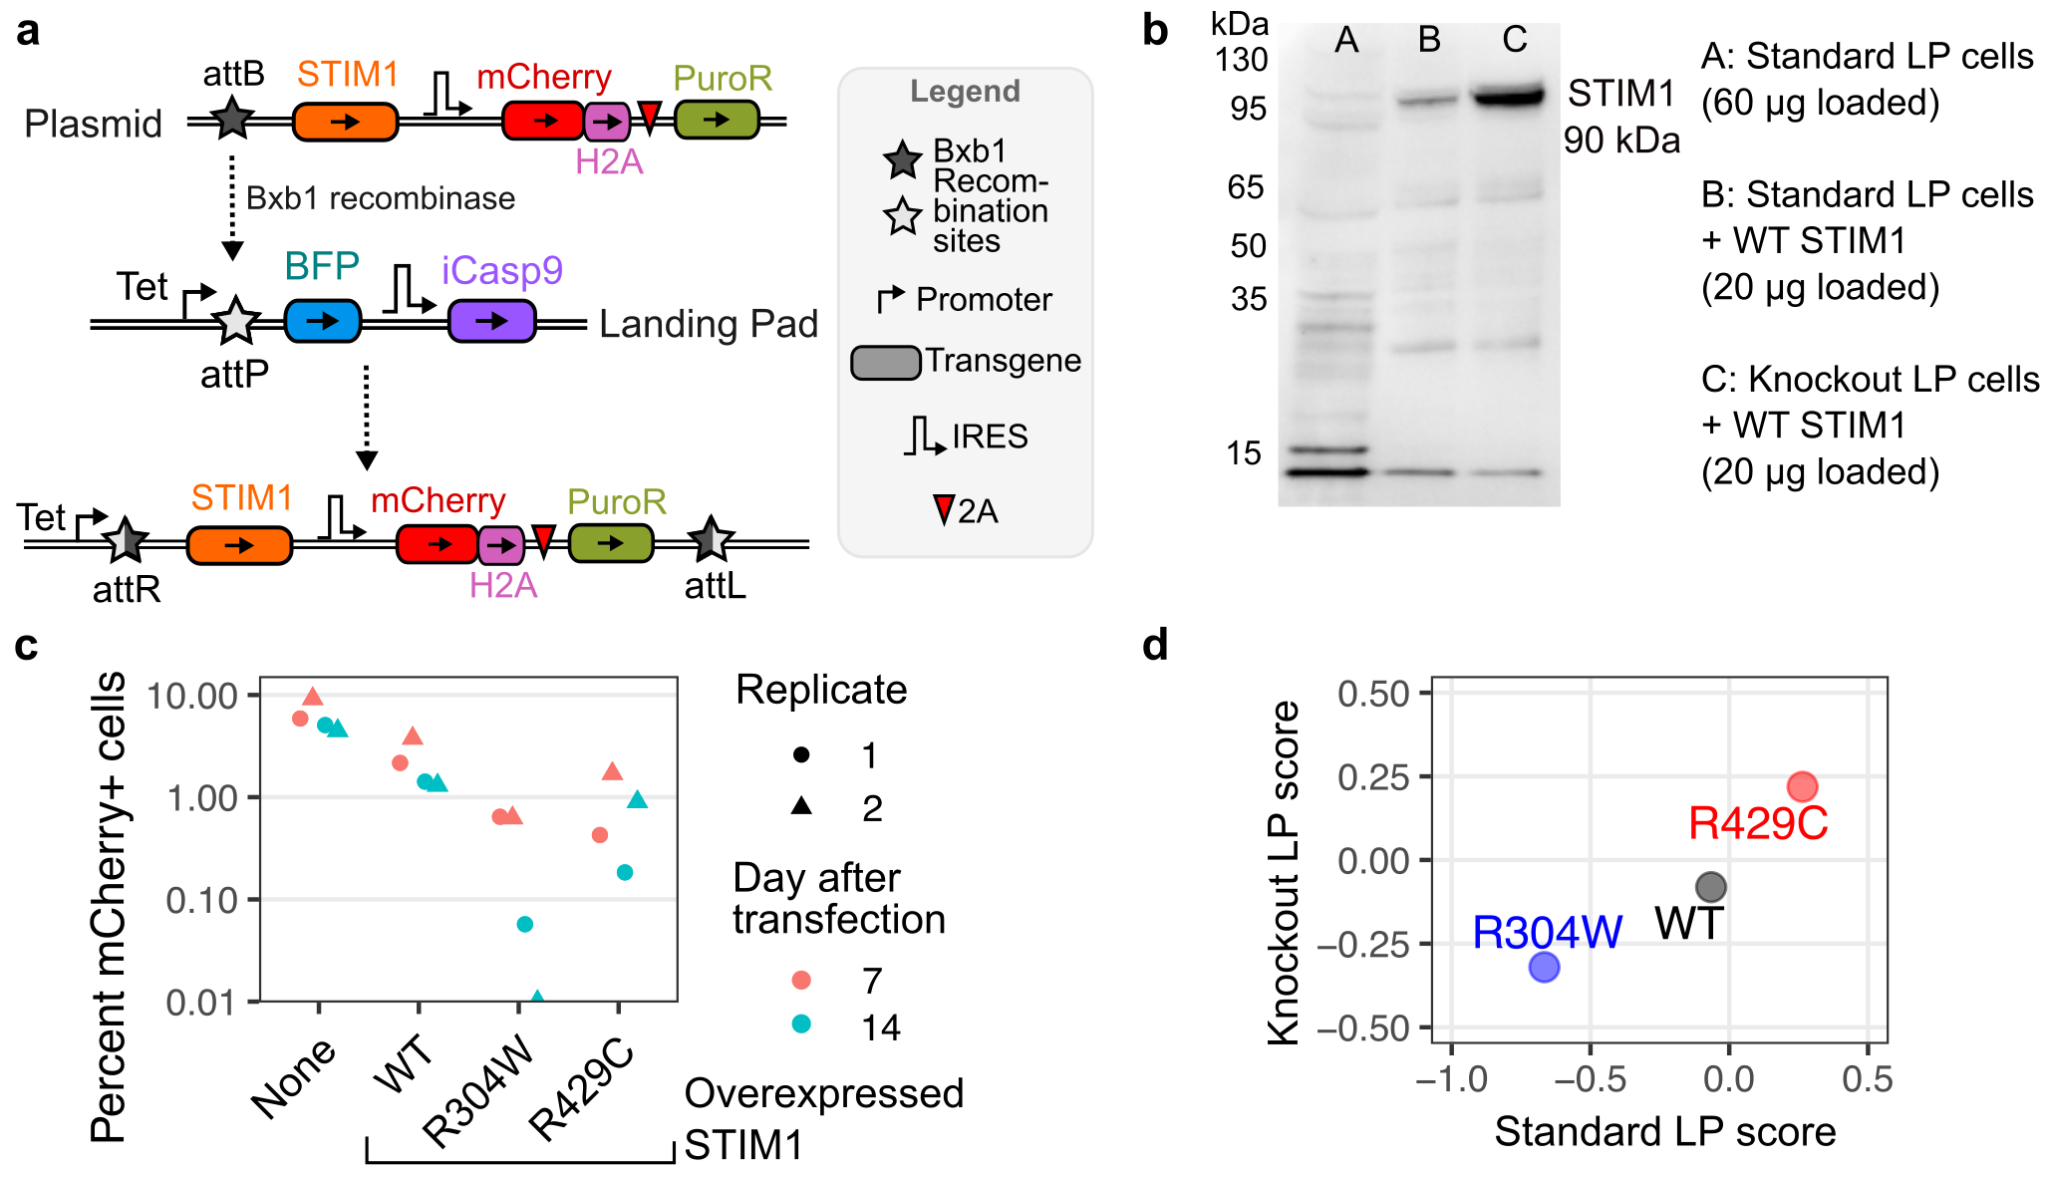 a
attB
STIM1
mCherry
PuroR
Plasmid
H2A
Bxb1 recombinase
Tet
BFP
iCasp9
Landing Pad
attP
Tet
STIM1
mCherry
PuroR
attR
H2A
attL
Legend
Bxb1
Recom-
bination
sites
Promoter
Transgene
IRES
2A
b
kDa
130
95
65
50
35
15
A B C
STIM1
90 kDa
A: Standard LP cells
(60 µg loaded)
B: Standard LP cells
+ WT STIM1
(20 µg loaded)
C: Knockout LP cells
+ WT STIM1
(20 µg loaded)
c
Percent mCherry+ cells
10.00
1.00
0.10
0.01
None
WT
R304W
R429C
Overexpressed
STIM1
Replicate
1
2
Day after
transfection
7
14
d
Knockout LP score
0.50
0.25
0.00
−0.25
−0.50
R429C
WT
R304W
−1.0 −0.5 0.0 0.5
Standard LP score